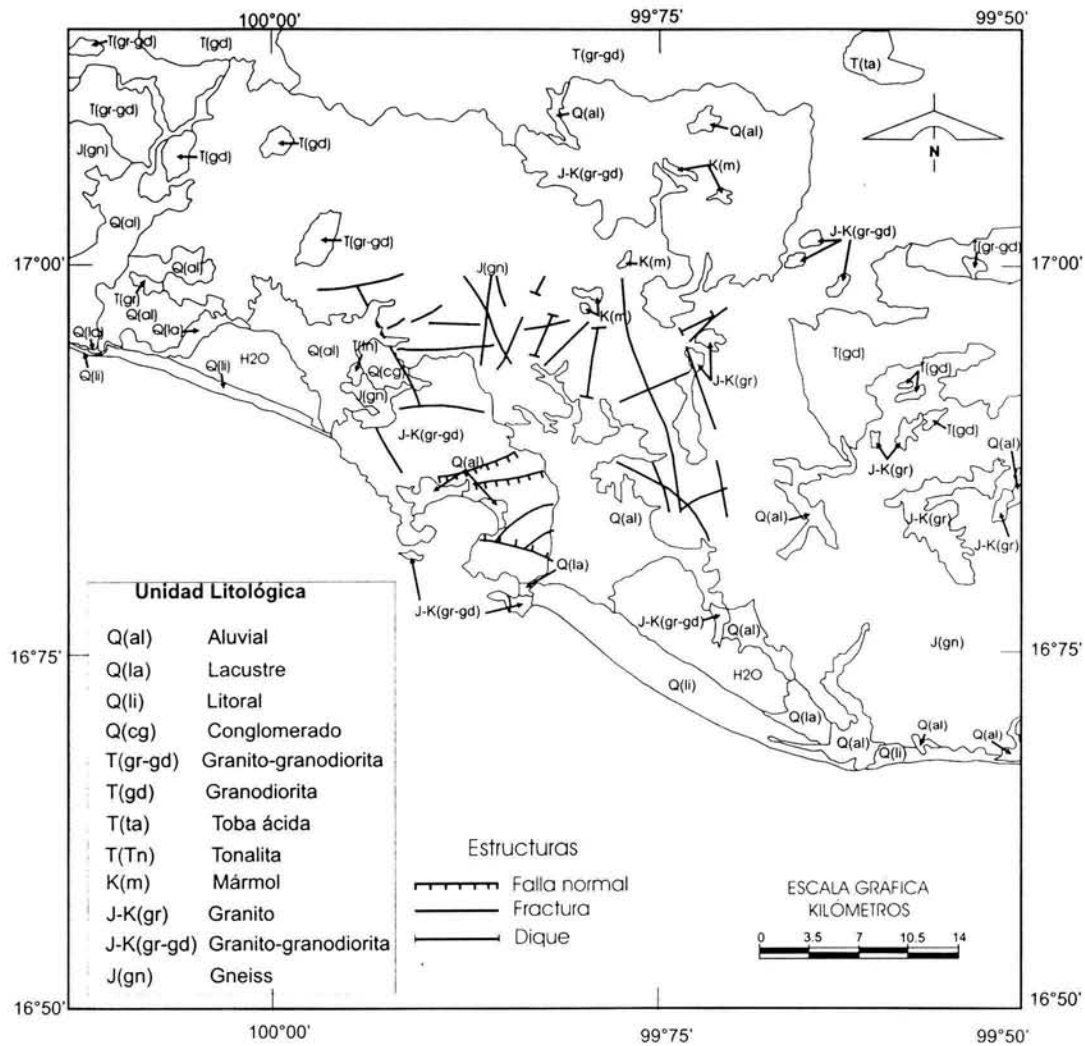 100°00'
99°75'
99°50'
T(gr-gd)
T(gd)
T(gr-gd)
T(ta)
T(gr-gd)
Q(al)
Q(al)
J(gn)
T(gd)
T(gd)
J-K(gr-gd)
K(m)
N
Q(al)
T(gr-gd)
J-K(gr-gd)
T(gr-gd)
17°00'
17°00'
Q(al)
J(gn)
K(m)
T(gr)
Q(al)
Q(la)
K(m)
Q(la)
H2O
Q(al)
T(Tn)
T(gd)
Q(li)
Q(li)
Q(cg)
J-K(gr)
T(gd)
J(gn)
J-K(gr-gd)
T(gd)
Q(al)
J-K(gr)
Q(al)
Q(al)
Q(al)
J-K(gr)
J-K(gr)
Q(la)
J-K(gr-gd)
J-K(gr-gd)
Q(al)
J(gn)
16°75'
16°75'
H2O
Q(li)
Q(la)
Q(al)
Q(li)
Q(al)
Q(al)
Unidad Litológica
Q(al) Aluvial
Q(la) Lacustre
Q(li) Litoral
Q(cg) Conglomerado
T(gr-gd) Granito-granodiorita
T(gd) Granodiorita
T(ta) Toba ácida
T(Tn) Tonalita
K(m) Mármol
J-K(gr) Granito
J-K(gr-gd) Granito-granodiorita
J(gn) Gneiss
Estructuras
Falla normal
Fractura
Dique
ESCALA GRAFICA
KILÓMETROS
0 3.5 7 10.5 14
16°50'
16°50'
100°00'
99°75'
99°50'